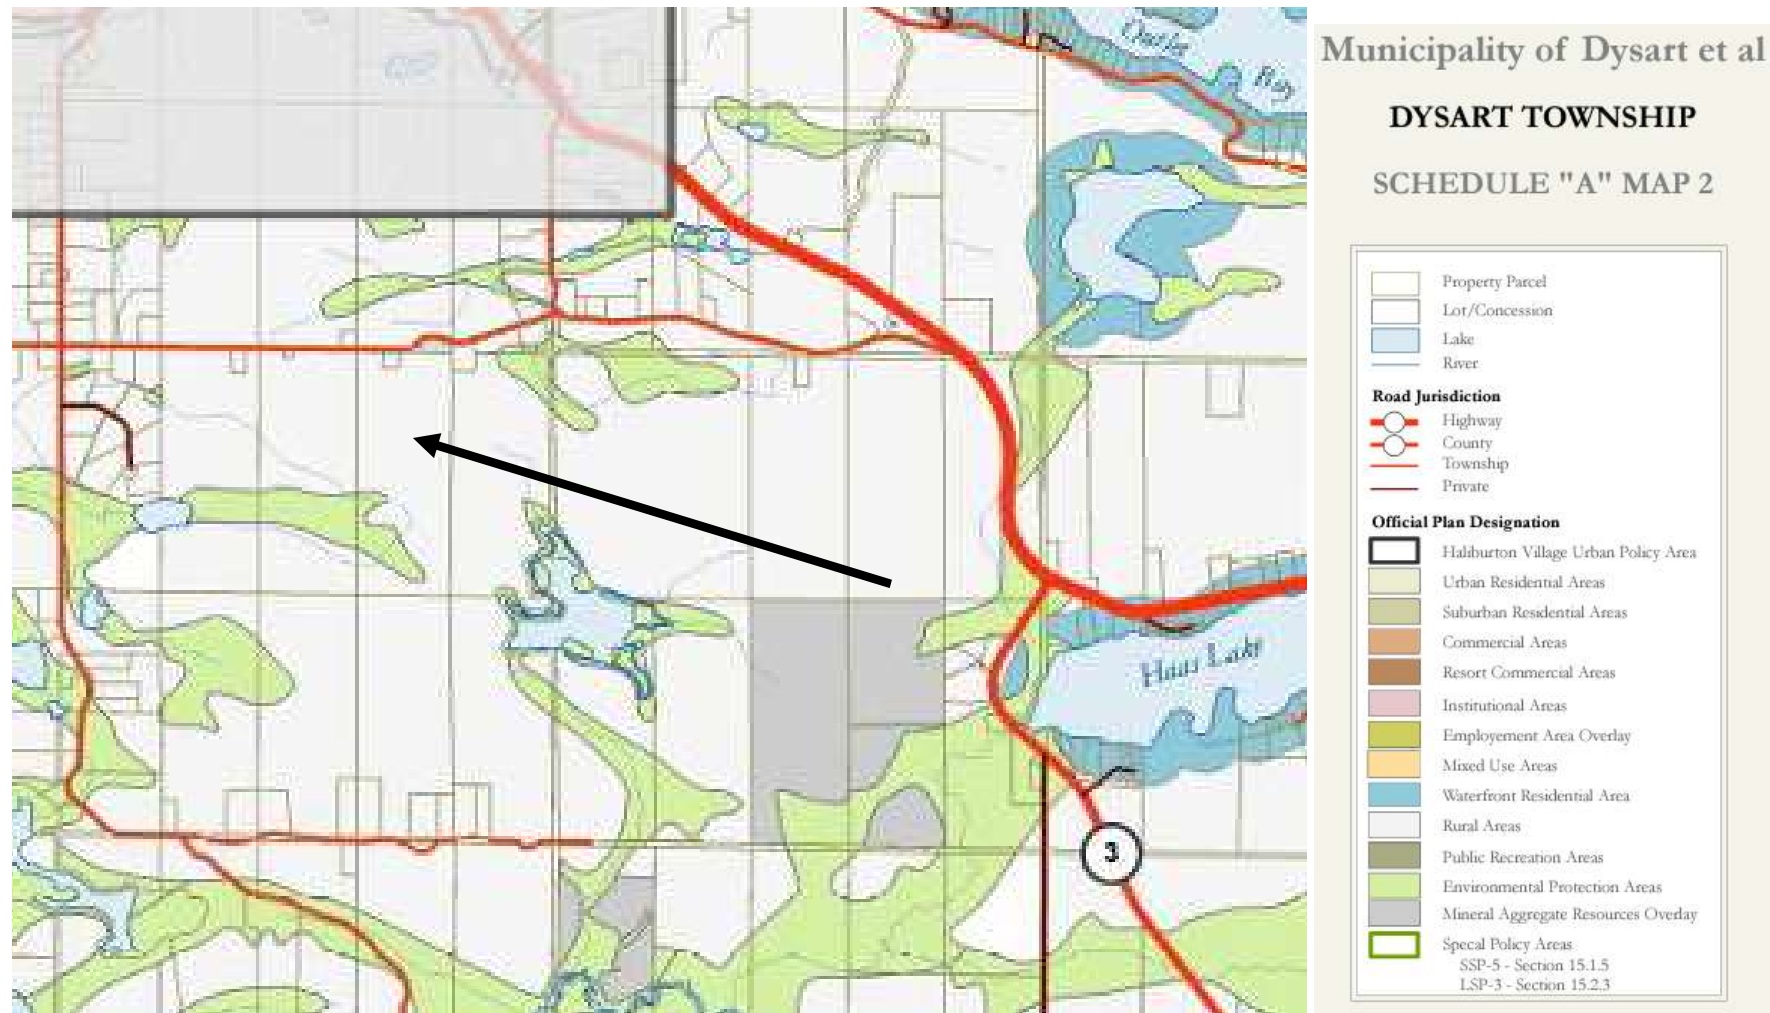 Outlet
Bay
Haas Lake
3
Municipality of Dysart et al
DYSART TOWNSHIP
SCHEDULE "A" MAP 2
Property Parcel
Lot/Concession
Lake
River
Road Jurisdiction
Highway
County
Township
Private
Official Plan Designation
Haliburton Village Urban Policy Area
Urban Residential Areas
Suburban Residential Areas
Commercial Areas
Resort Commercial Areas
Institutional Areas
Employement Area Overlay
Mixed Use Areas
Waterfront Residential Area
Rural Areas
Public Recreation Areas
Environmental Protection Areas
Mineral Aggregate Resources Overlay
Specal Policy Areas
SSP-5 - Section 15.1.5
LSP-3 - Section 15.2.3